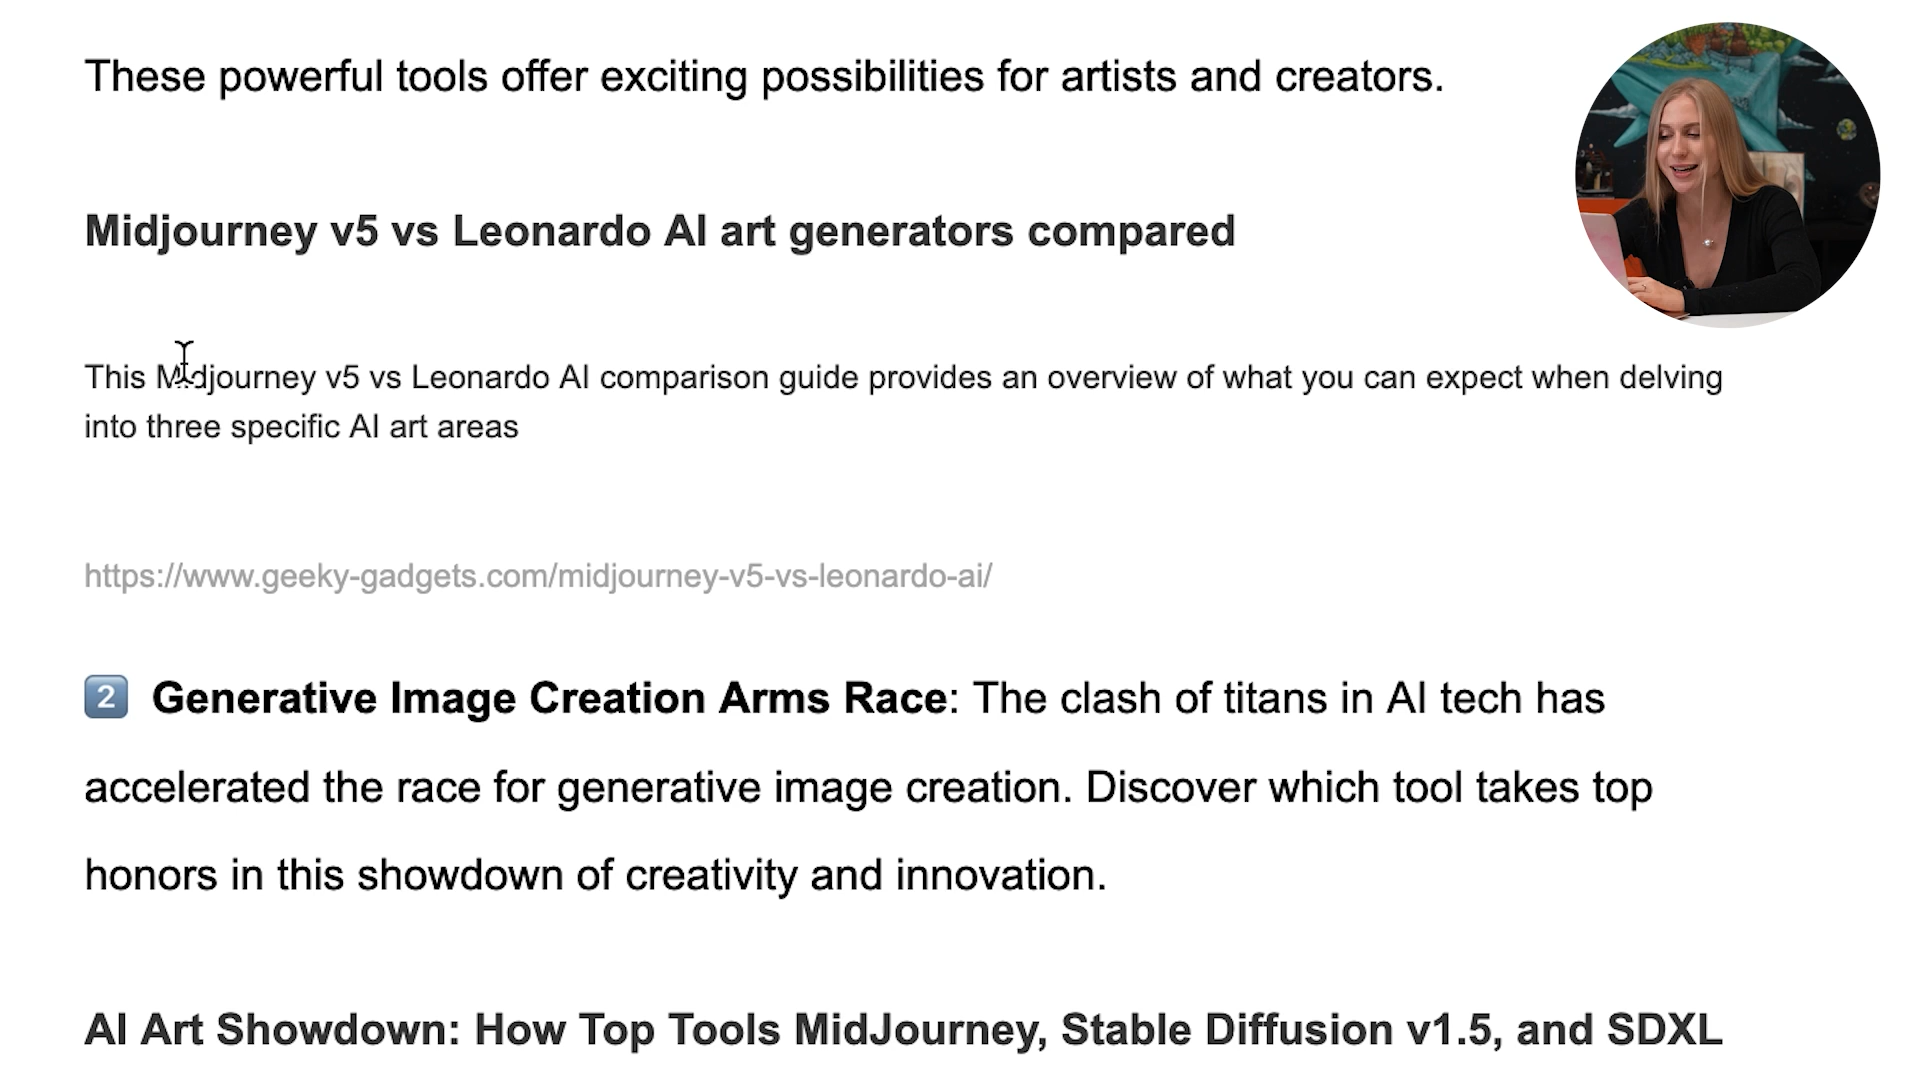 These powerful tools offer exciting possibilities for artists and creators.
Midjourney v5 vs Leonardo AI art generators compared
This Midjourney v5 vs Leonardo AI comparison guide provides an overview of what you can expect when delving
into three specific AI art areas
https://www.geeky-gadgets.com/midjourney-v5-vs-leonardo-ai/
2 Generative Image Creation Arms Race: The clash of titans in AI tech has
accelerated the race for generative image creation. Discover which tool takes top
honors in this showdown of creativity and innovation.
AI Art Showdown: How Top Tools MidJourney, Stable Diffusion v1.5, and SDXL